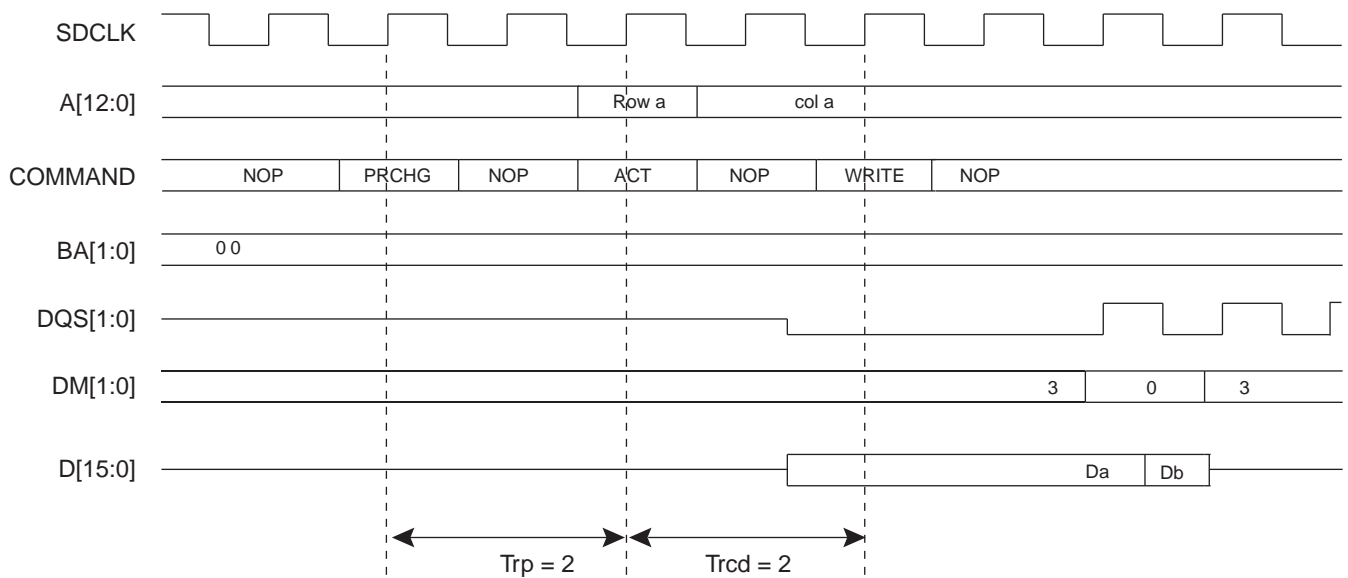 SDCLK
A[12:0] Row a col a
COMMAND NOP PRCHG NOP ACT NOP WRITE NOP
BA[1:0] 0 0
DQS[1:0]
DM[1:0] 3 0 3
D[15:0] Da Db
Trp = 2 Trcd = 2